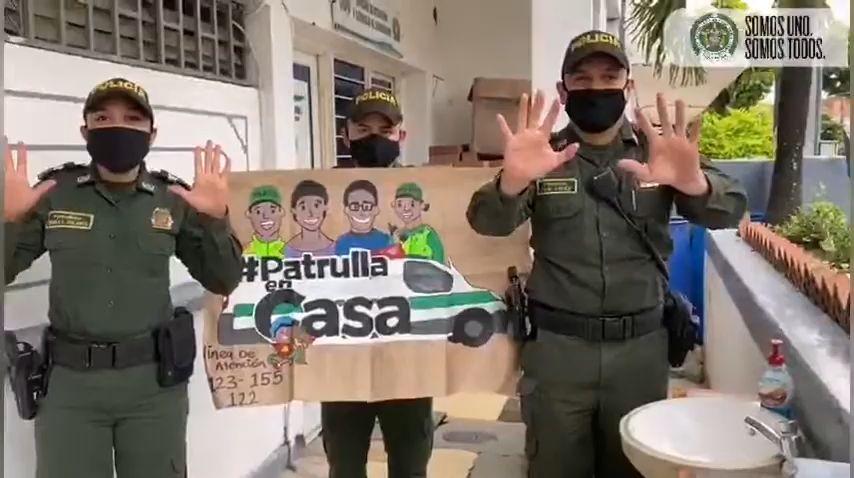 SOMOS UNO.
SOMOS TODOS.
POLICÍA
POLICÍA
POLICÍA
#Patrulla
en
Casa
Línea De
Atención
123-155
122